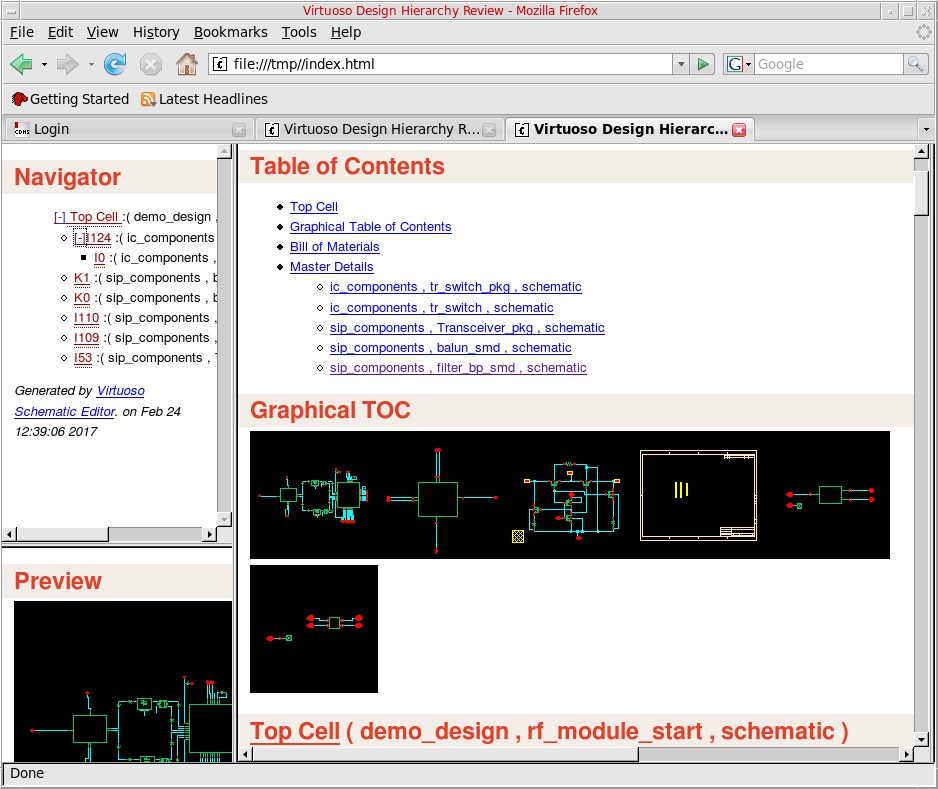 Virtuoso Design Hierarchy Review - Mozilla Firefox
File Edit View History Bookmarks Tools Help
file:///tmp//index.html
G Google
Getting Started Latest Headlines
Login Virtuoso Design Hierarchy R... Virtuoso Design Hierarc...
Navigator
[-] Top Cell :( demo_design ,
[-]I124 :( ic_components
I0 :( ic_components ,
K1 :( sip_components , b
K0 :( sip_components , b
I110 :( sip_components ,
I109 :( sip_components ,
I53 :( sip_components , T
Generated by Virtuoso
Schematic Editor. on Feb 24
12:39:06 2017
Preview
Table of Contents
Top Cell
Graphical Table of Contents
Bill of Materials
Master Details
ic_components , tr_switch_pkg , schematic
ic_components , tr_switch , schematic
sip_components , Transceiver_pkg , schematic
sip_components , balun_smd , schematic
sip_components , filter_bp_smd , schematic
Graphical TOC
Top Cell ( demo_design , rf_module_start , schematic )
Done